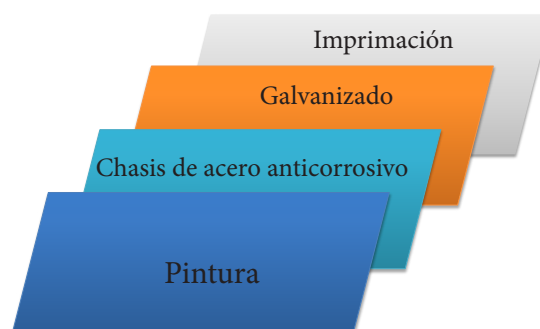 Imprimación
Galvanizado
Chasis de acero anticorrosivo
Pintura